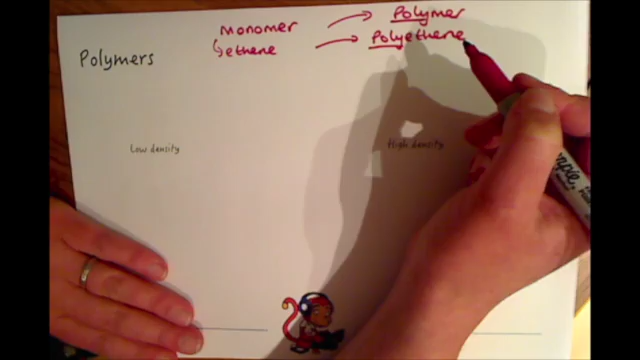 Monomer → Polymer
ethene → Polyethene
Polymers
Low density
High density